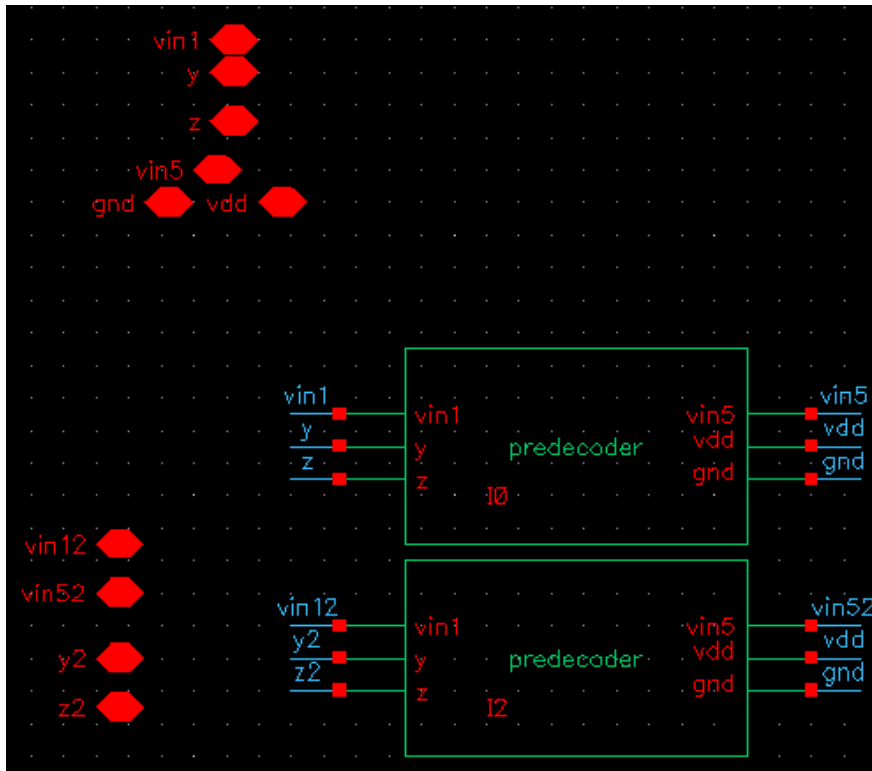 vin1
y
z
vin5
gnd vdd
vin1 vin5
vin1 vin5
y vdd
y predecoder vdd
z gnd
z gnd
I0
vin12
vin52
vin12 vin52
vin1 vin5
y2 vdd
y predecoder vdd
z2 gnd
z gnd
I2
y2
z2